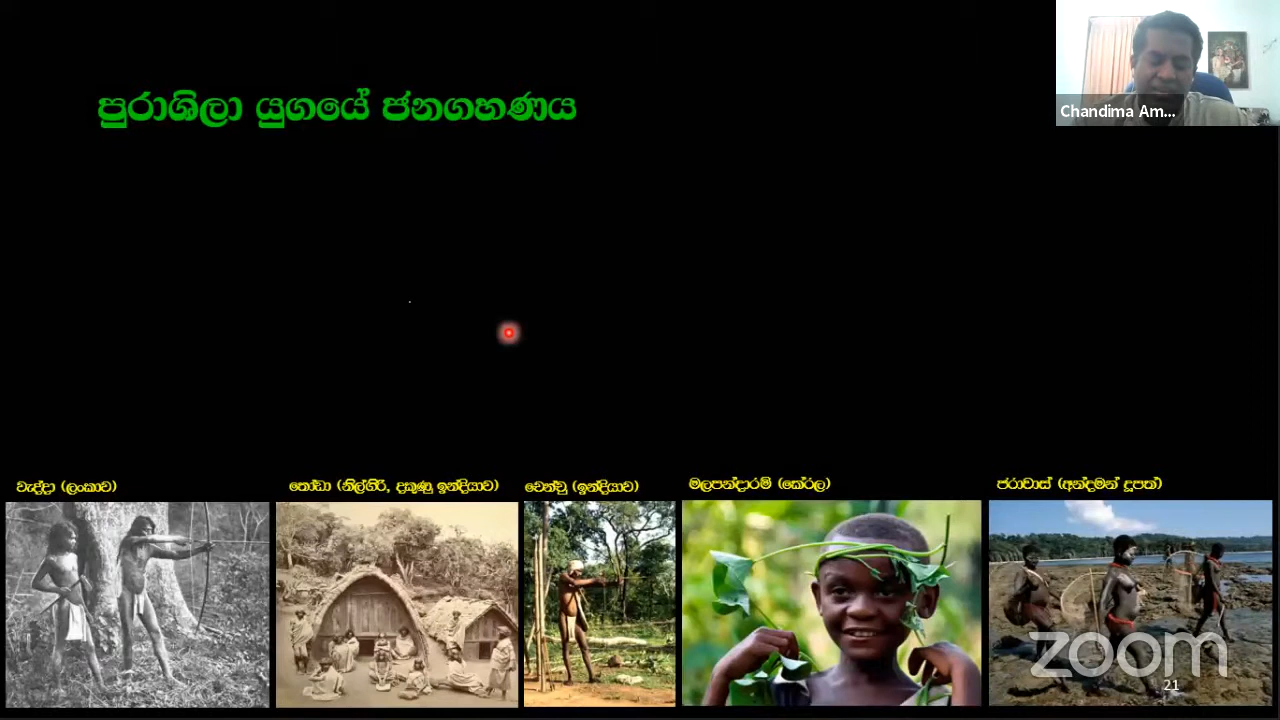 Chandima Am...
පුරාශිලා යුගයේ ජනගහණය
වැද්දා (ලංකාව)
තෝඩා (නිල්ගිරි, දකුණු ඉන්දියාව)
චෙන්චු (ඉන්දියාව)
මලපන්දාරම් (කේරල)
ජරාවාස් (අන්දමන් දූපත්)
zoom
21